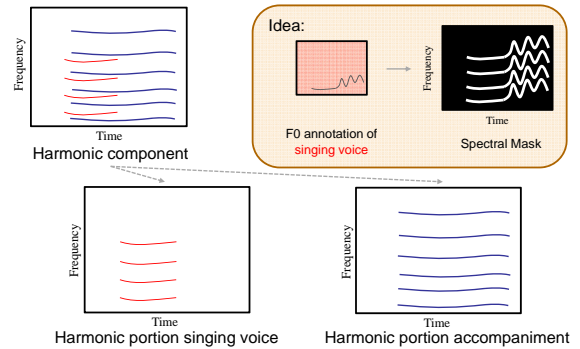 Frequency
Time
Harmonic component
Idea:
F0 annotation of
singing voice
Frequency
Time
Spectral Mask
Frequency
Time
Harmonic portion singing voice
Frequency
Time
Harmonic portion accompaniment